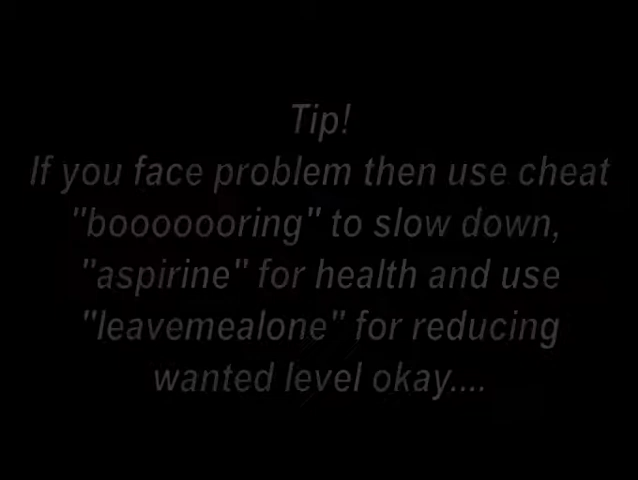 Tip!
If you face problem then use cheat
"booooooring" to slow down,
"aspirine" for health and use
"leavemealone" for reducing
wanted level okay....